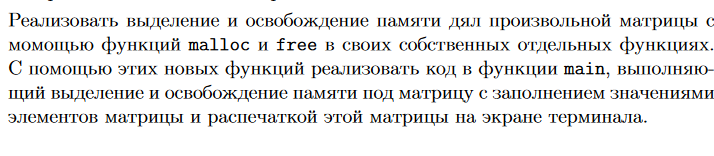 Реализовать выделение и освобождение памяти дял произвольной матрицы с
момощью функций malloc и free в своих собственных отдельных функциях.
С помощью этих новых функций реализовать код в функции main, выполняю-
щий выделение и освобождение памяти под матрицу с заполнением значениями
элементов матрицы и распечаткой этой матрицы на экране терминала.